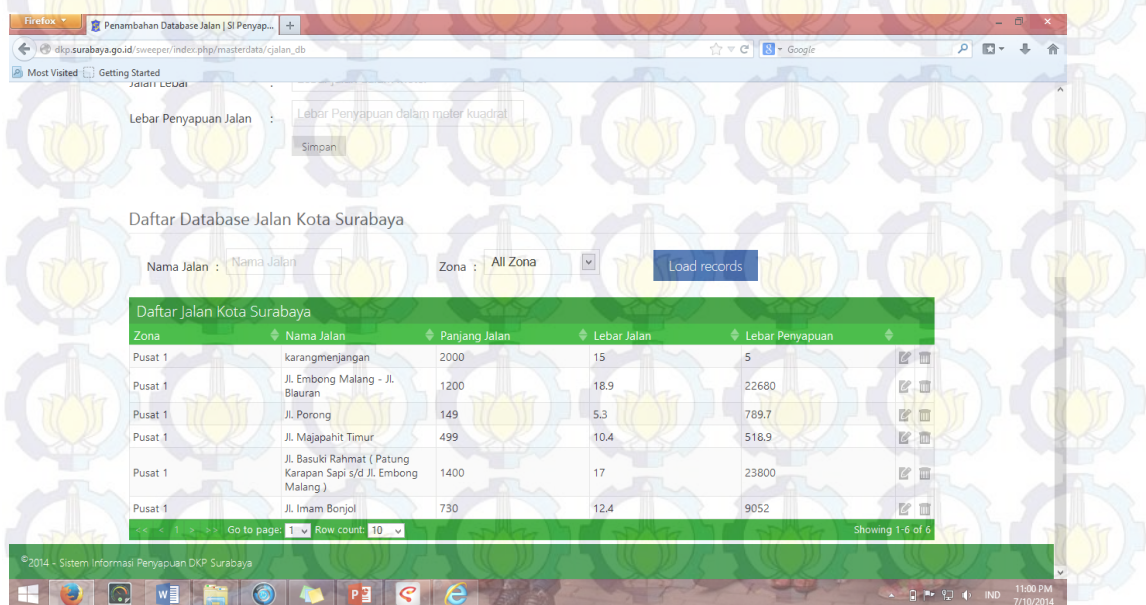 Firefox
Penambahan Database Jalan | SI Penyap...
dkp.surabaya.go.id/sweeper/index.php/masterdata/cjalan_db
Google
Most Visited Getting Started
Jalan Lebar :
Lebar Penyapuan Jalan : Lebar Penyapuan dalam meter kuadrat
Simpan
Daftar Database Jalan Kota Surabaya
Nama Jalan : Nama Jalan Zona : All Zona Load records
Daftar Jalan Kota Surabaya
Zona Nama Jalan Panjang Jalan Lebar Jalan Lebar Penyapuan
Pusat 1 karangmenjangan 2000 15 5
Pusat 1 Jl. Embong Malang - Jl. Blauran 1200 18.9 22680
Pusat 1 Jl. Porong 149 5.3 789.7
Pusat 1 Jl. Majapahit Timur 499 10.4 518.9
Pusat 1 Jl. Basuki Rahmat ( Patung Karapan Sapi s/d Jl. Embong Malang ) 1400 17 23800
Pusat 1 Jl. Imam Bonjol 730 12.4 9052
<< < 1 > >> Go to page: 1 Row count: 10 Showing 1-6 of 6
©2014 - Sistem Informasi Penyapuan DKP Surabaya
IND 11:00 PM
7/10/2014